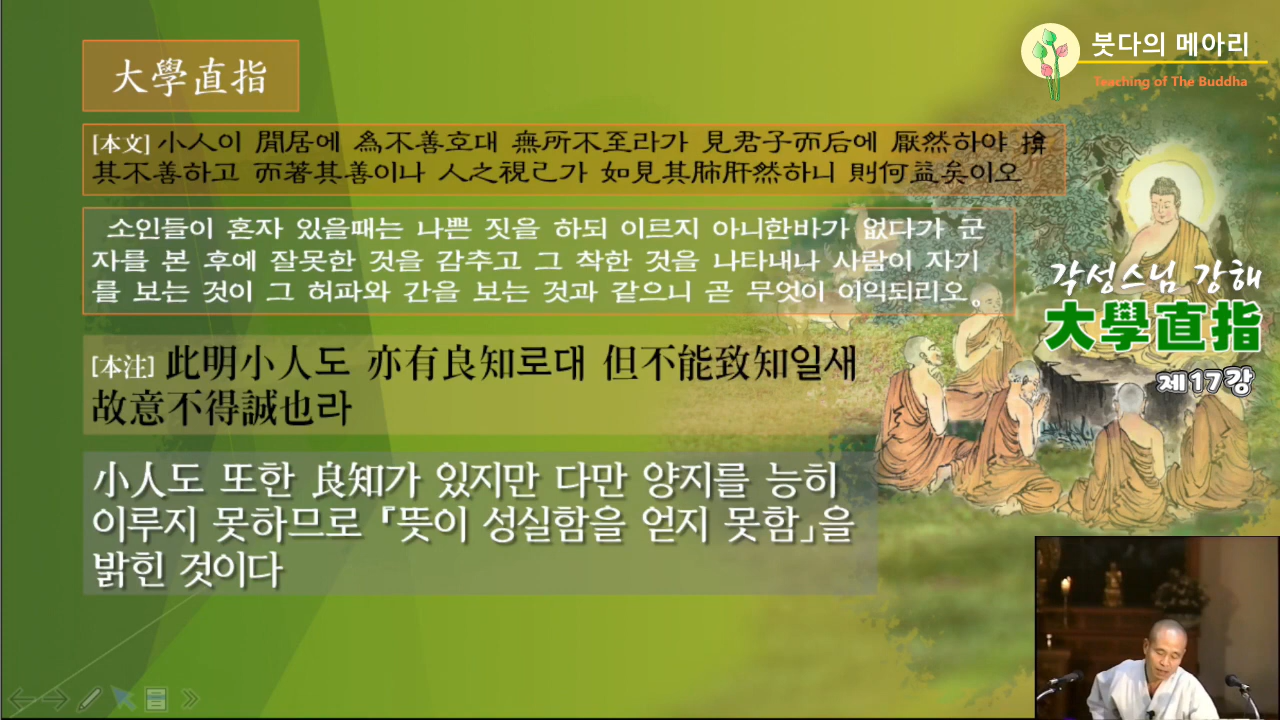 大學直指
붓다의 메아리
Teaching of The Buddha
[本文] 小人이 閒居에 爲不善호대 無所不至라가 見君子而后에 厭然하야 揜
其不善하고 而著其善이나 人之視己가 如見其肺肝然하니 則何益矣이오
소인들이 혼자 있을때는 나쁜 짓을 하되 이르지 아니한바가 없다가 군
자를 본 후에 잘못한 것을 감추고 그 착한 것을 나타내나 사람이 자기
를 보는 것이 그 허파와 간을 보는 것과 같으니 곧 무엇이 이익되리오。
[本注] 此明小人도 亦有良知로대 但不能致知일새
故意不得誠也라
小人도 또한 良知가 있지만 다만 양지를 능히
이루지 못하므로 「뜻이 성실함을 얻지 못함」을
밝힌 것이다
각성스님 강해
大學直指
제17강